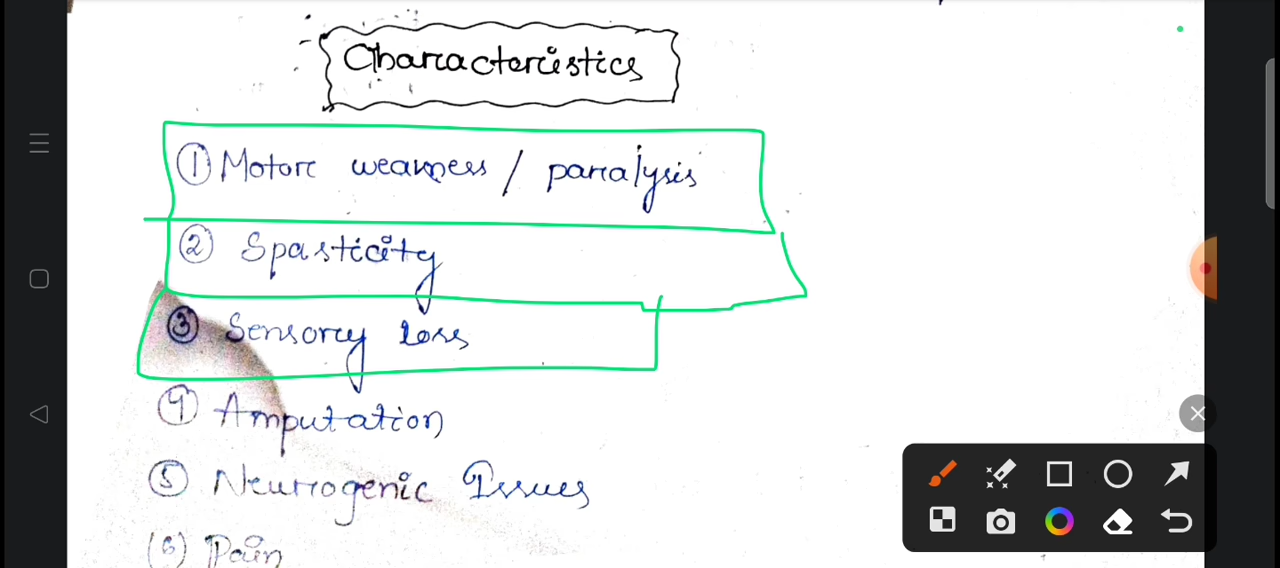 Characteristics
① Motor weakness / paralysis
② Spasticity
③ Sensory loss
④ Amputation
⑤ Neurogenic Issues
(6) Pain